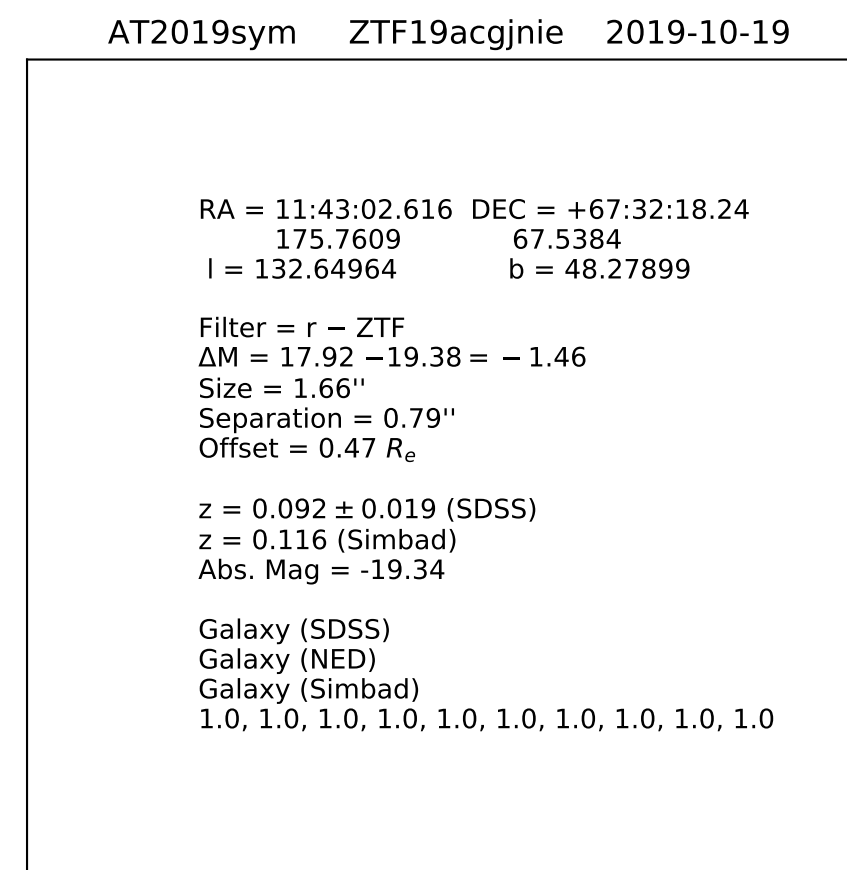 AT2019sym ZTF19acgjnie 2019-10-19
RA = 11:43:02.616 DEC = +67:32:18.24
175.7609 67.5384
l = 132.64964 b = 48.27899
Filter = r − ZTF
ΔM = 17.92 −19.38 = − 1.46
Size = 1.66''
Separation = 0.79''
Offset = 0.47 Re
z = 0.092 ± 0.019 (SDSS)
z = 0.116 (Simbad)
Abs. Mag = -19.34
Galaxy (SDSS)
Galaxy (NED)
Galaxy (Simbad)
1.0, 1.0, 1.0, 1.0, 1.0, 1.0, 1.0, 1.0, 1.0, 1.0